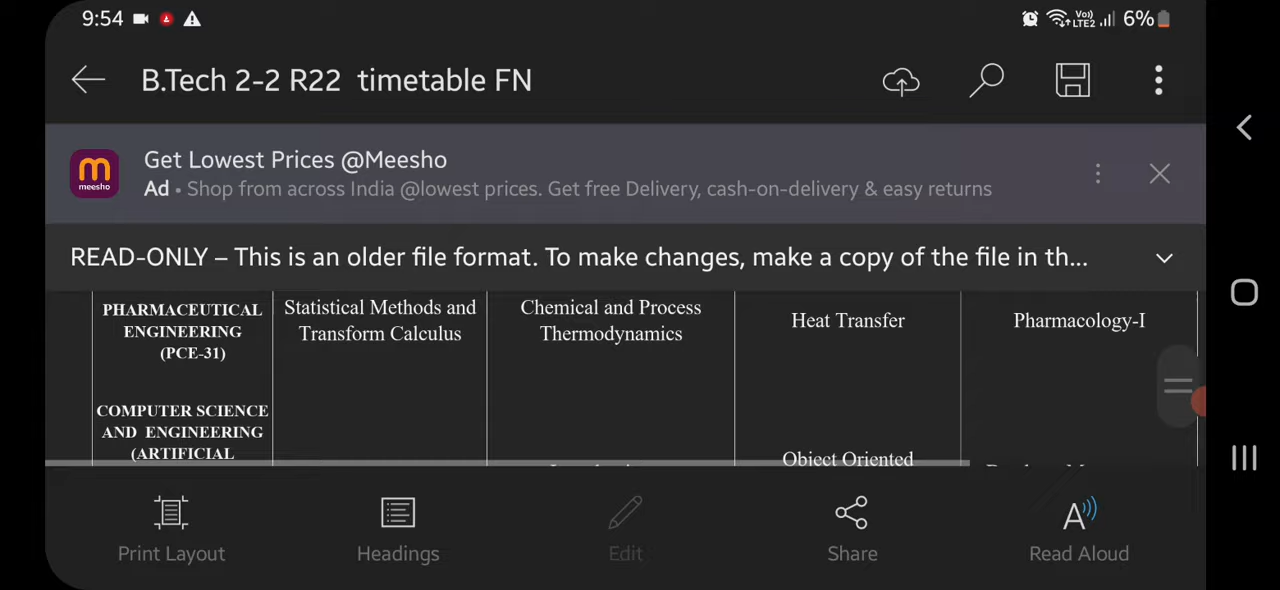 9:54
Vo))
LTE2
6%
B.Tech 2-2 R22 timetable FN
meesho
Get Lowest Prices @Meesho
Ad • Shop from across India @lowest prices. Get free Delivery, cash-on-delivery & easy returns
READ-ONLY – This is an older file format. To make changes, make a copy of the file in th...
PHARMACEUTICAL
ENGINEERING
(PCE-31)
Statistical Methods and
Transform Calculus
Chemical and Process
Thermodynamics
Heat Transfer
Pharmacology-I
COMPUTER SCIENCE
AND ENGINEERING
(ARTIFICIAL
Object Oriented
Print Layout
Headings
Edit
Share
Read Aloud